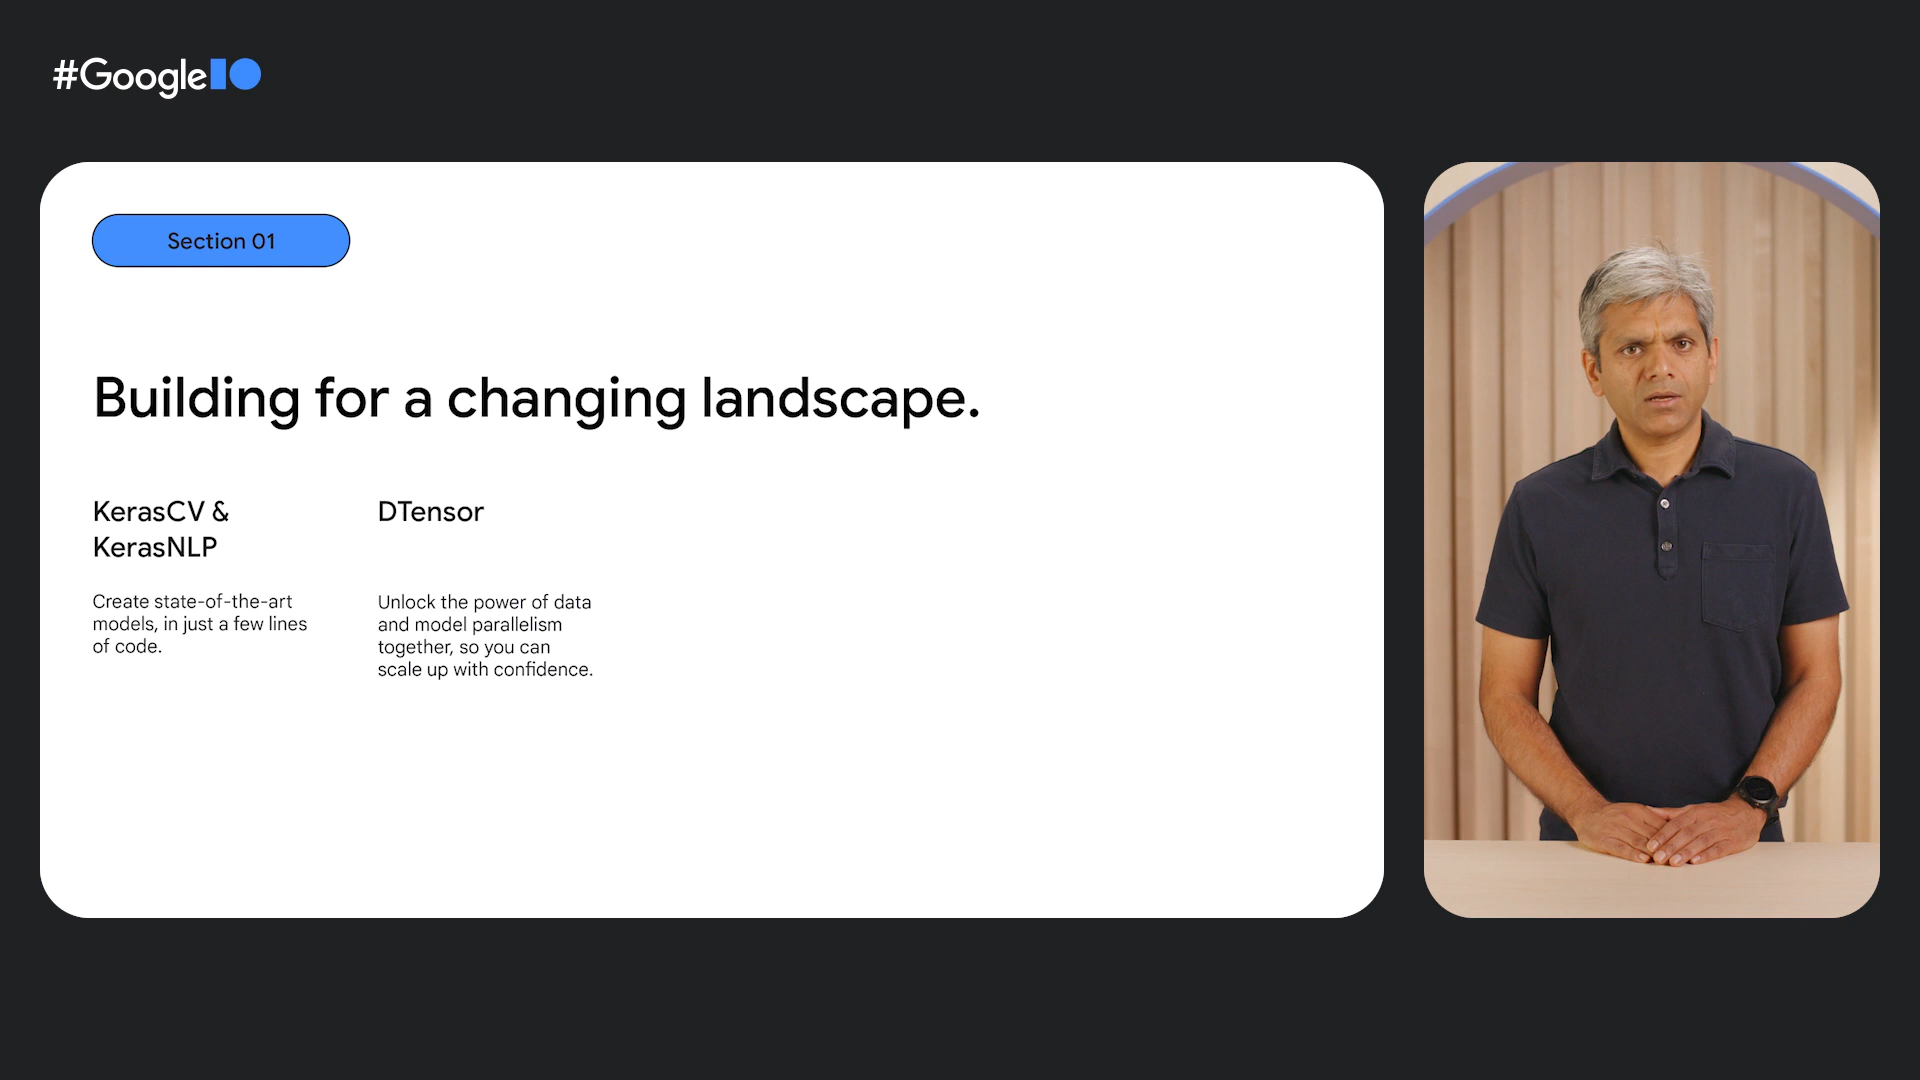 #Google
Section 01
Building for a changing landscape.
KerasCV &
KerasNLP
Create state-of-the-art
models, in just a few lines
of code.
DTensor
Unlock the power of data
and model parallelism
together, so you can
scale up with confidence.